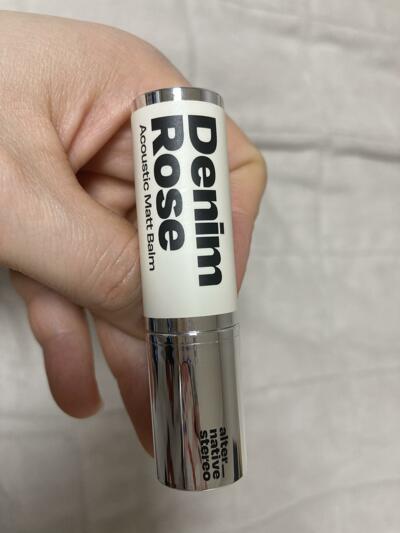 Denim
Rose
Acoustic Matt Balm
alter_
native
stereo